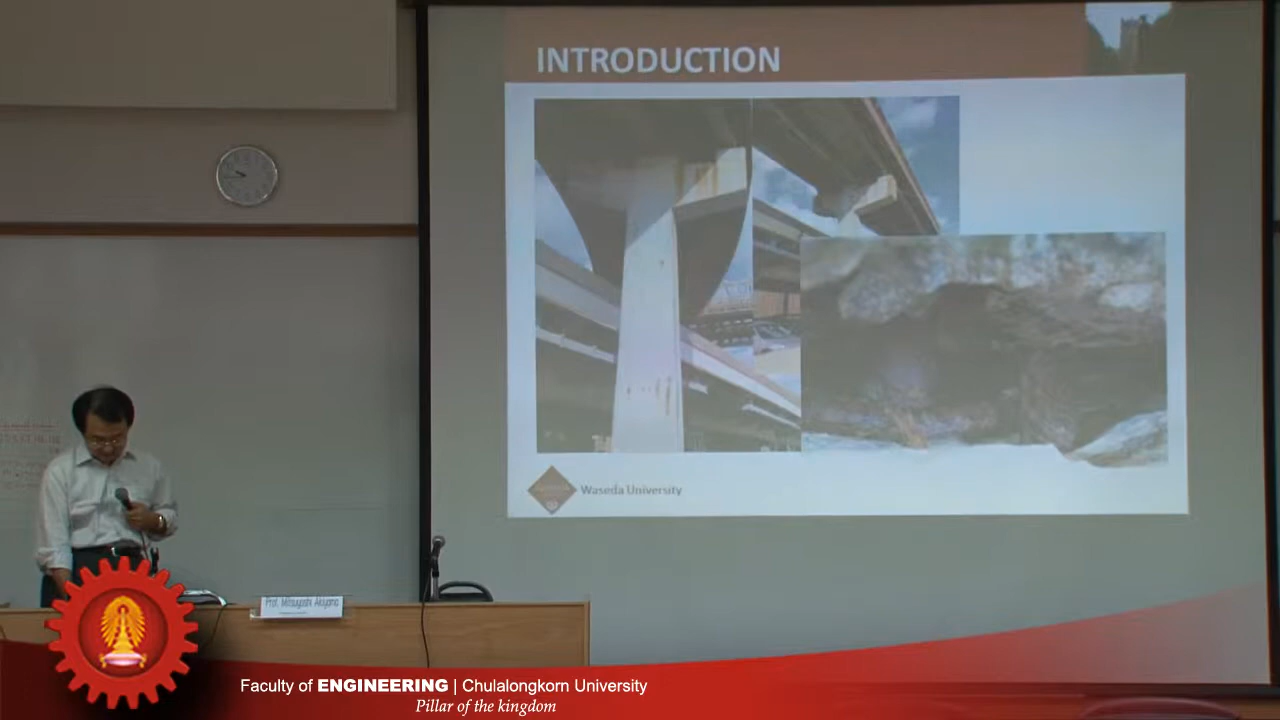 INTRODUCTION
Waseda University
Prof. Mitsuyoshi Akiyama
Faculty of ENGINEERING | Chulalongkorn University
Pillar of the kingdom